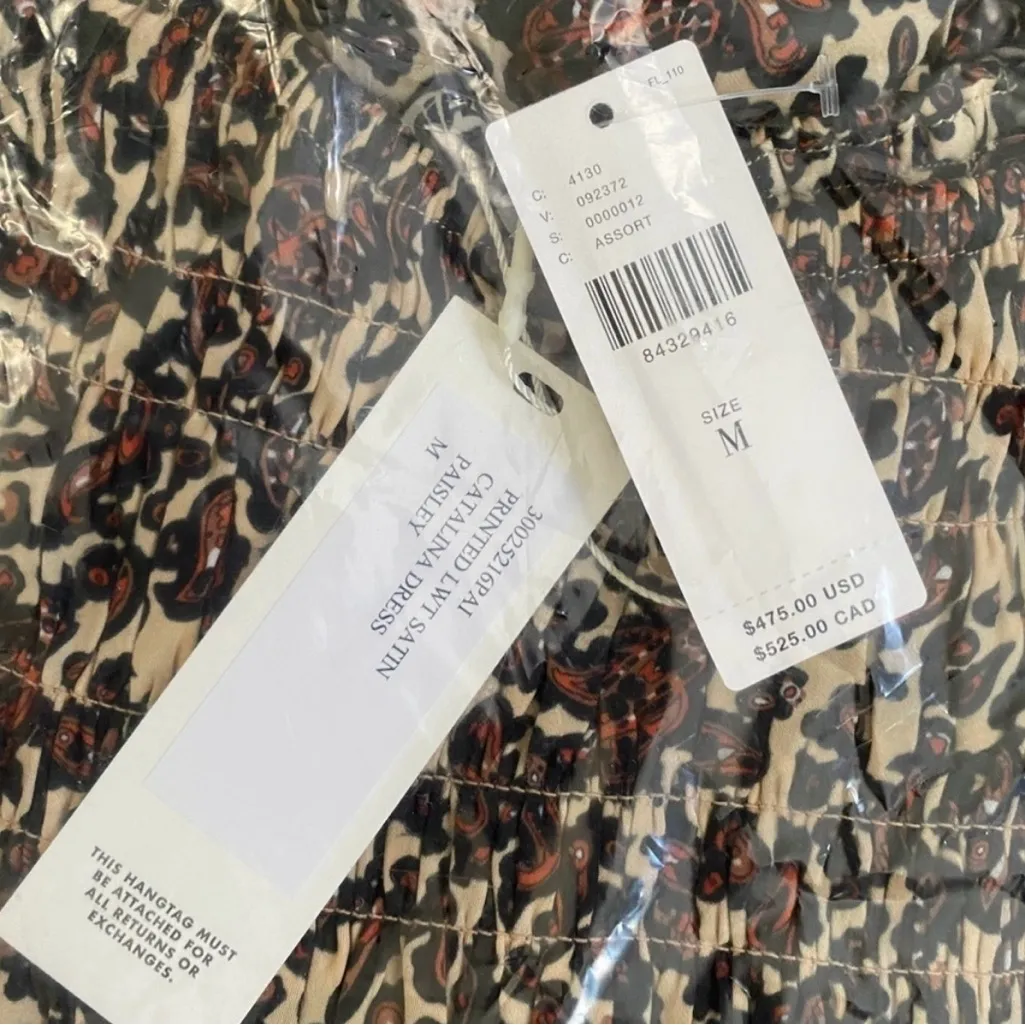 FL_110
C: 4130
V: 092372
S: 0000012
C: ASSORT
84329416
SIZE
M
$475.00 USD
$525.00 CAD
30025216PAI
PRINTED LWT SATIN
CATALINA DRESS
PAISLEY
M
THIS HANGTAG MUST
BE ATTACHED FOR
ALL RETURNS OR
EXCHANGES.